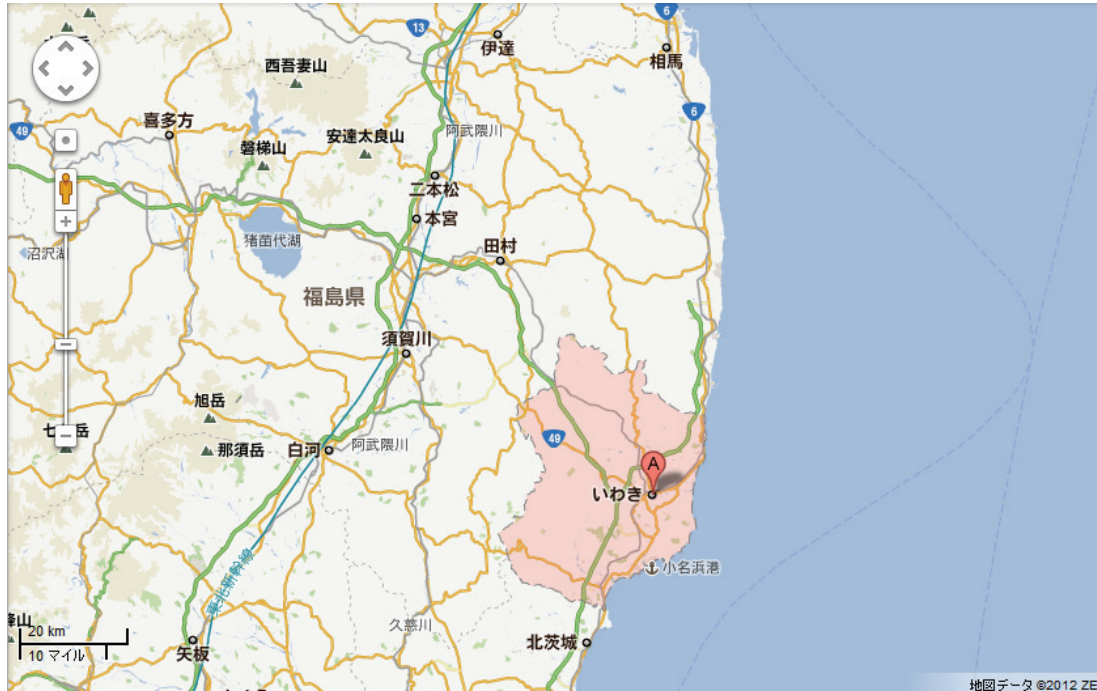 13
伊達
6
相馬
西吾妻山
6
49
喜多方
阿武隈川
安達太良山
磐梯山
二本松
本宮
猪苗代湖
沼沢湖
田村
福島県
須賀川
旭岳
那須岳
白河
阿武隈川
49
A
いわき
東北新幹線
小名浜港
久慈川
20 km
10 マイル
矢板
北茨城
地図データ ©2012 ZE